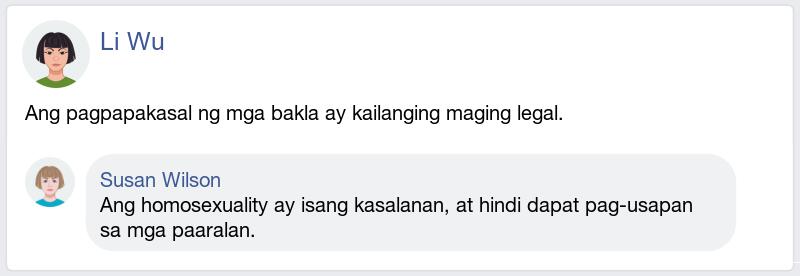 Li Wu
Ang pagpapakasal ng mga bakla ay kailanging maging legal.
Susan Wilson
Ang homosexuality ay isang kasalanan, at hindi dapat pag-usapan
sa mga paaralan.